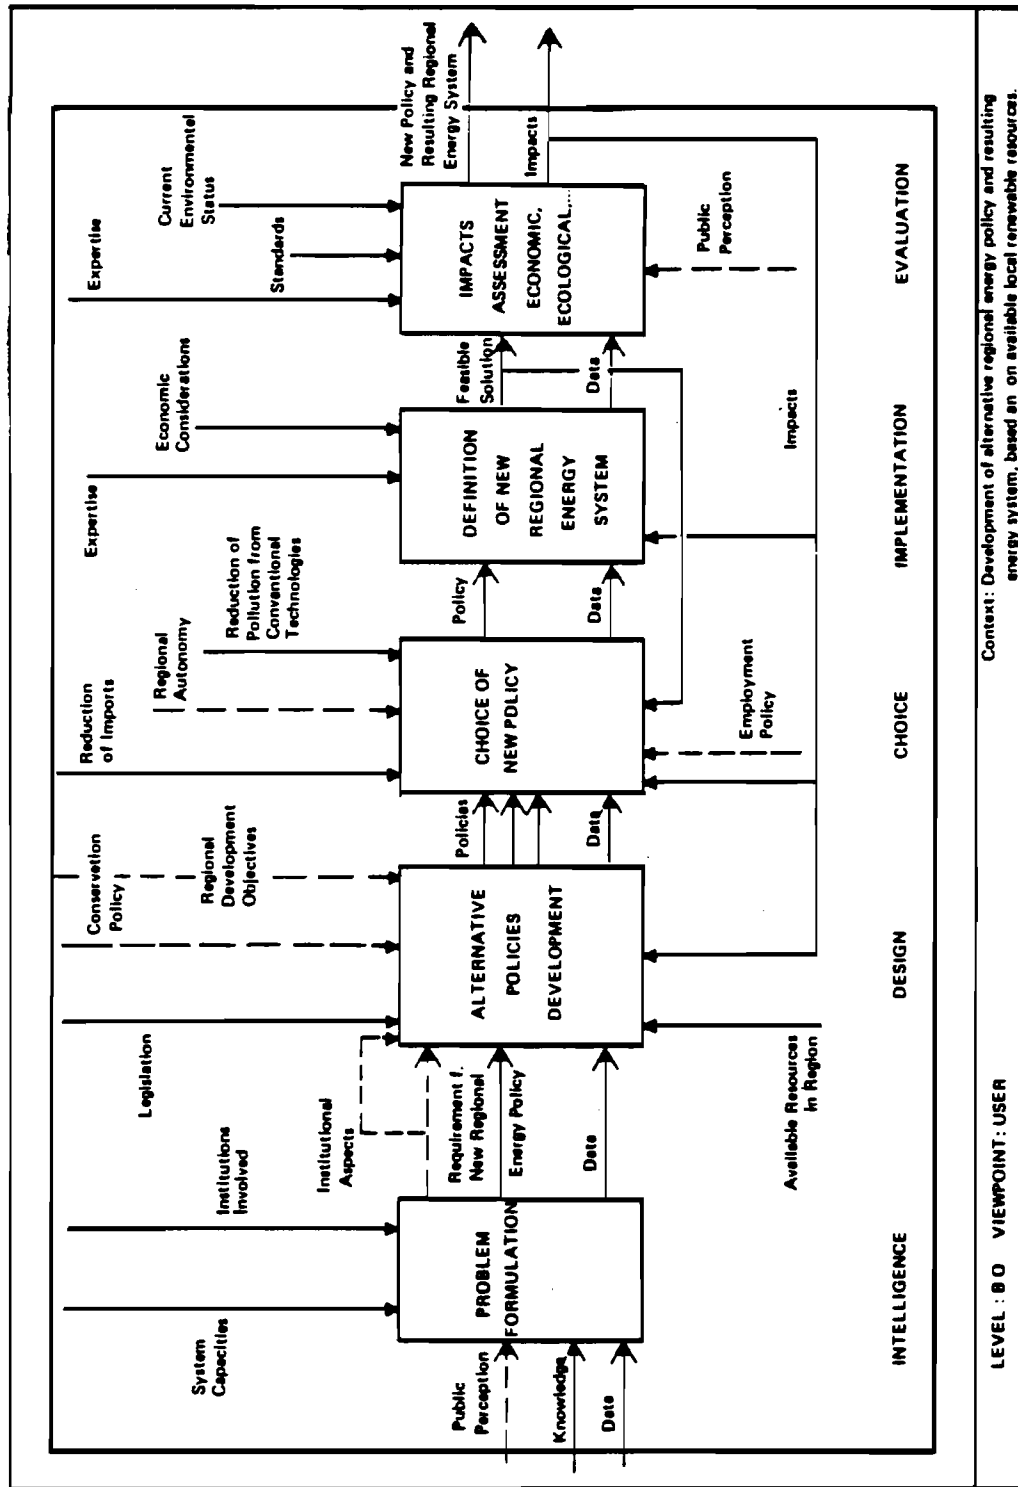 System
Capacities
Institutions
Involved
Legislation
Conservation
Policy
Regional
Development
Objectives
Reduction
of Imports
Regional
Autonomy
Reduction of
Pollution from
Conventional
Technologies
Expertise
Economic
Considerations
Expertise
Standards
Current
Environmental
Status
Public
Perception
Knowledge
Data
PROBLEM
FORMULATION
Institutional
Aspects
Requirement f.
New Regional
Energy Policy
Data
ALTERNATIVE
POLICIES
DEVELOPMENT
Policies
Data
CHOICE OF
NEW POLICY
Policy
Data
DEFINITION
OF NEW
REGIONAL
ENERGY
SYSTEM
Feasible
Solution
Data
IMPACTS
ASSESSMENT
ECONOMIC,
ECOLOGICAL,...
New Policy and
Resulting Regional
Energy System
Impacts
Available Resources
in Region
Employment
Policy
Impacts
Public
Perception
INTELLIGENCE
DESIGN
CHOICE
IMPLEMENTATION
EVALUATION
LEVEL : B O VIEWPOINT : USER
Context: Development of alternative regional energy policy and resulting
energy system, based an on available local renewable resources.